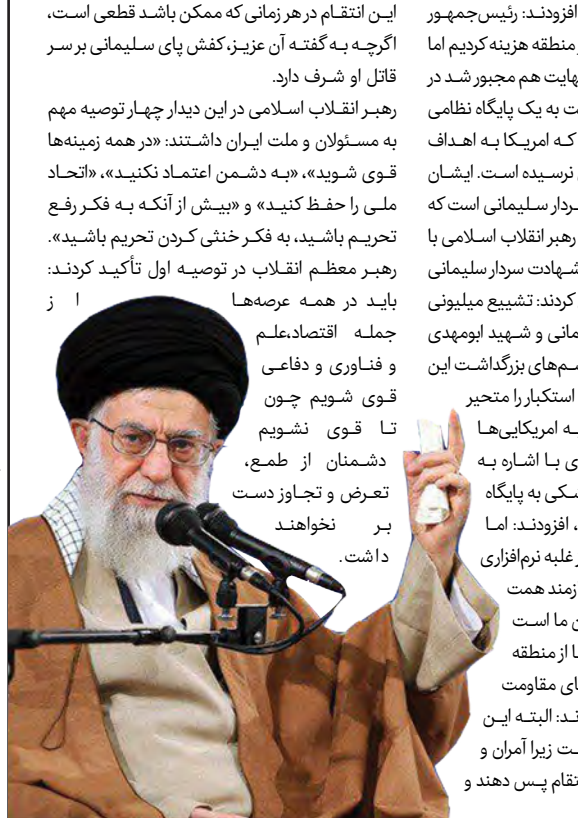 افزودند: رئیس‌جمهور
منطقه هزینه کردیم اما
نهایت هم مجبور شد در
به یک پایگاه نظامی
که امریکا به اهداف
نرسیده است. ایشان
سردار سلیمانی است که
رهبر انقلاب اسلامی با
شهادت سردار سلیمانی
کردند: تشییع میلیونی
و شهید ابومهدی
بزرگداشت این
استکبار را متحیر
امریکایی‌ها
با اشاره به
به پایگاه
، افزودند: اما
غلبه نرم‌افزاری
همت
ما است
از منطقه
مقاومت
البته این
زیرا آمران و
انتقام پس دهند و
این انتقام در هر زمانی که ممکن باشد قطعی است،
اگرچه به گفته آن عزیز، کفش پای سلیمانی بر سر
قاتل او شرف دارد.
رهبر انقلاب اسلامی در این دیدار چهار توصیه مهم
به مسئولان و ملت ایران داشتند: «در همه زمینه‌ها
قوی شوید»، «به دشمن اعتماد نکنید»، «اتحاد
ملی را حفظ کنید» و «بیش از آنکه به فکر رفع
تحریم باشید، به فکر خنثی کردن تحریم باشید».
رهبر معظم انقلاب در توصیه اول تأکید کردند:
باید در همه عرصه‌ها از
جمله اقتصاد،علم
و فناوری و دفاعی
قوی شویم چون
تا قوی نشویم
دشمنان از طمع،
تعرض و تجاوز دست
بر نخواهند
داشت.